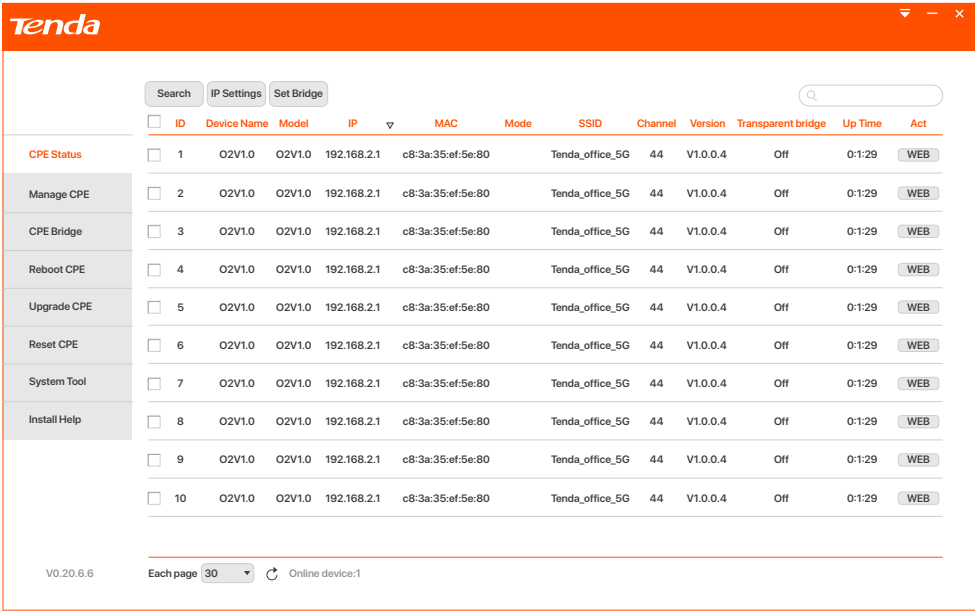 Tenda
Search IP Settings Set Bridge
ID Device Name Model IP MAC Mode SSID Channel Version Transparent bridge Up Time Act
CPE Status
1 O2V1.0 O2V1.0 192.168.2.1 c8:3a:35:ef:5e:80 Tenda_office_5G 44 V1.0.0.4 Off 0:1:29 WEB
Manage CPE
2 O2V1.0 O2V1.0 192.168.2.1 c8:3a:35:ef:5e:80 Tenda_office_5G 44 V1.0.0.4 Off 0:1:29 WEB
CPE Bridge
3 O2V1.0 O2V1.0 192.168.2.1 c8:3a:35:ef:5e:80 Tenda_office_5G 44 V1.0.0.4 Off 0:1:29 WEB
Reboot CPE
4 O2V1.0 O2V1.0 192.168.2.1 c8:3a:35:ef:5e:80 Tenda_office_5G 44 V1.0.0.4 Off 0:1:29 WEB
Upgrade CPE
5 O2V1.0 O2V1.0 192.168.2.1 c8:3a:35:ef:5e:80 Tenda_office_5G 44 V1.0.0.4 Off 0:1:29 WEB
Reset CPE
6 O2V1.0 O2V1.0 192.168.2.1 c8:3a:35:ef:5e:80 Tenda_office_5G 44 V1.0.0.4 Off 0:1:29 WEB
System Tool
7 O2V1.0 O2V1.0 192.168.2.1 c8:3a:35:ef:5e:80 Tenda_office_5G 44 V1.0.0.4 Off 0:1:29 WEB
Install Help
8 O2V1.0 O2V1.0 192.168.2.1 c8:3a:35:ef:5e:80 Tenda_office_5G 44 V1.0.0.4 Off 0:1:29 WEB
9 O2V1.0 O2V1.0 192.168.2.1 c8:3a:35:ef:5e:80 Tenda_office_5G 44 V1.0.0.4 Off 0:1:29 WEB
10 O2V1.0 O2V1.0 192.168.2.1 c8:3a:35:ef:5e:80 Tenda_office_5G 44 V1.0.0.4 Off 0:1:29 WEB
V0.20.6.6
Each page 30 Online device:1